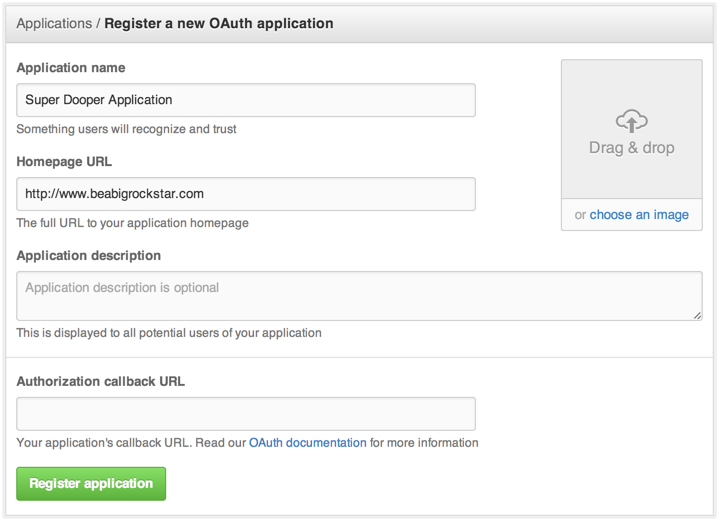 Applications / Register a new OAuth application
Application name
Super Dooper Application
Something users will recognize and trust
Drag & drop
or choose an image
Homepage URL
http://www.beabigrockstar.com
The full URL to your application homepage
Application description
Application description is optional
This is displayed to all potential users of your application
Authorization callback URL
Your application's callback URL. Read our OAuth documentation for more information
Register application